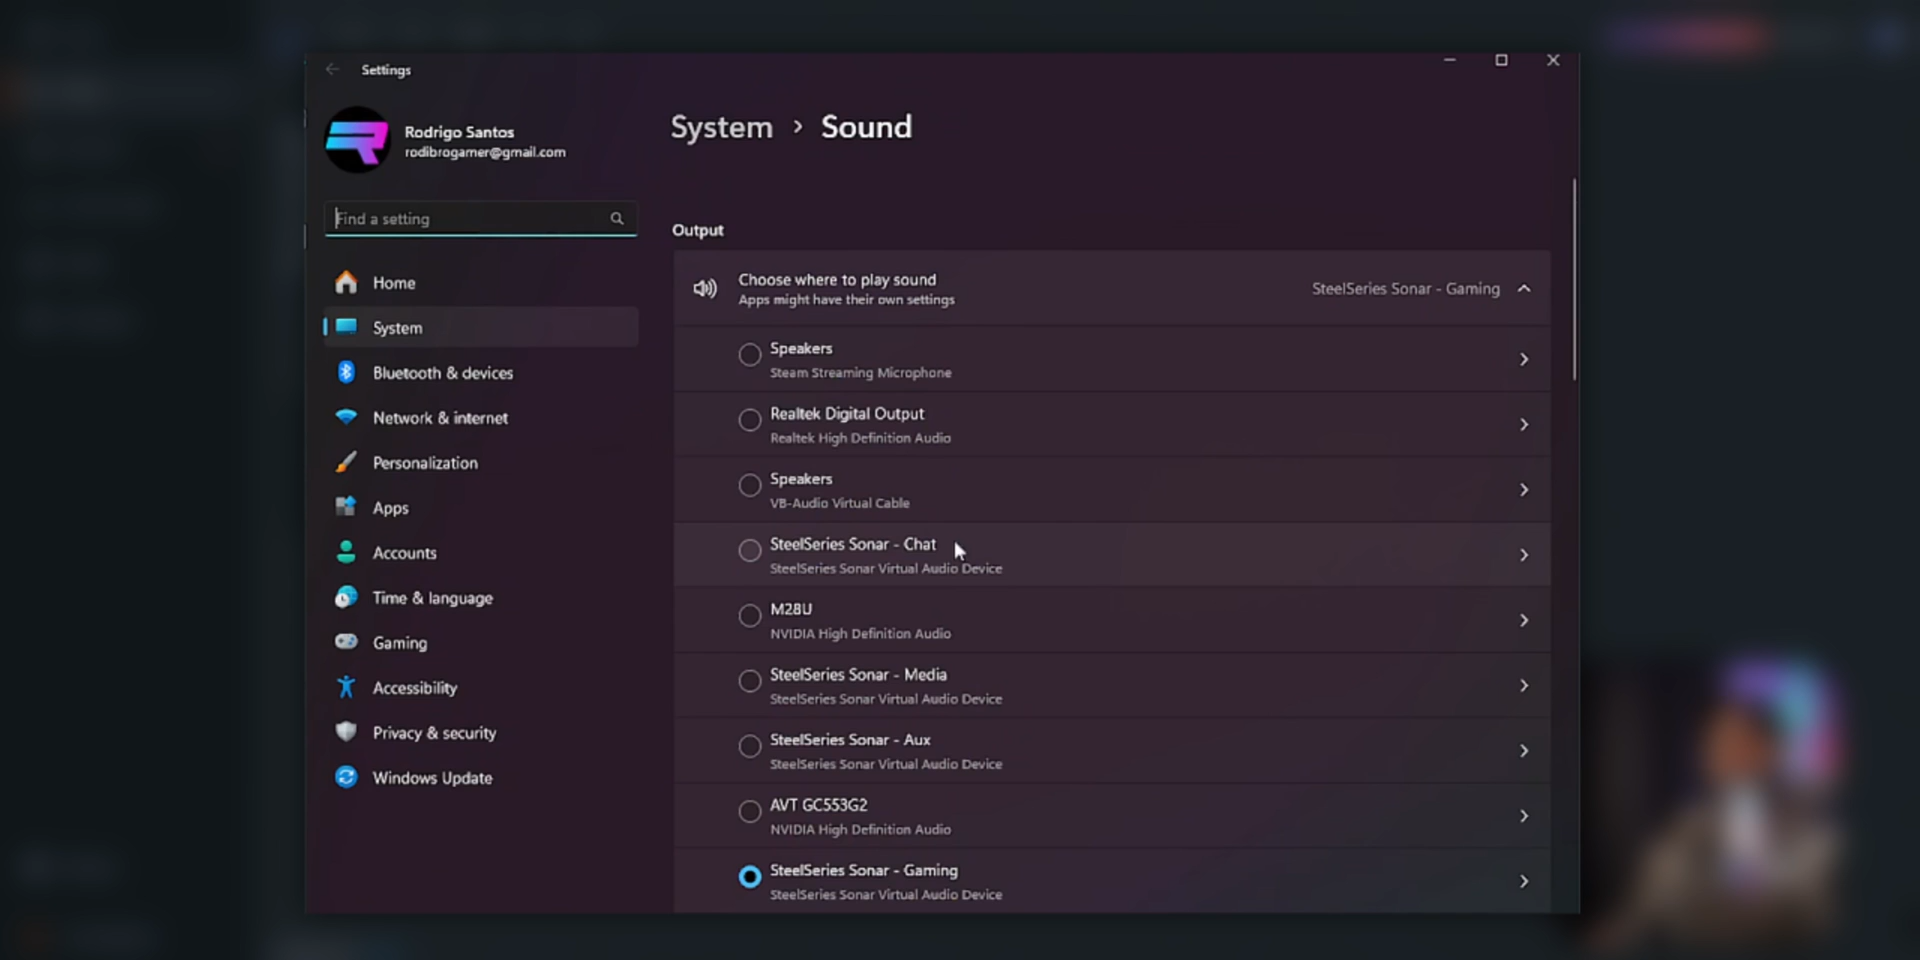 Settings
Rodrigo Santos
rodibrogamer@gmail.com
Find a setting
Home
System
Bluetooth & devices
Network & internet
Personalization
Apps
Accounts
Time & language
Gaming
Accessibility
Privacy & security
Windows Update
System > Sound
Output
Choose where to play sound
Apps might have their own settings
SteelSeries Sonar - Gaming
Speakers
Steam Streaming Microphone
Realtek Digital Output
Realtek High Definition Audio
Speakers
VB-Audio Virtual Cable
SteelSeries Sonar - Chat
SteelSeries Sonar Virtual Audio Device
M28U
NVIDIA High Definition Audio
SteelSeries Sonar - Media
SteelSeries Sonar Virtual Audio Device
SteelSeries Sonar - Aux
SteelSeries Sonar Virtual Audio Device
AVT GC553G2
NVIDIA High Definition Audio
SteelSeries Sonar - Gaming
SteelSeries Sonar Virtual Audio Device